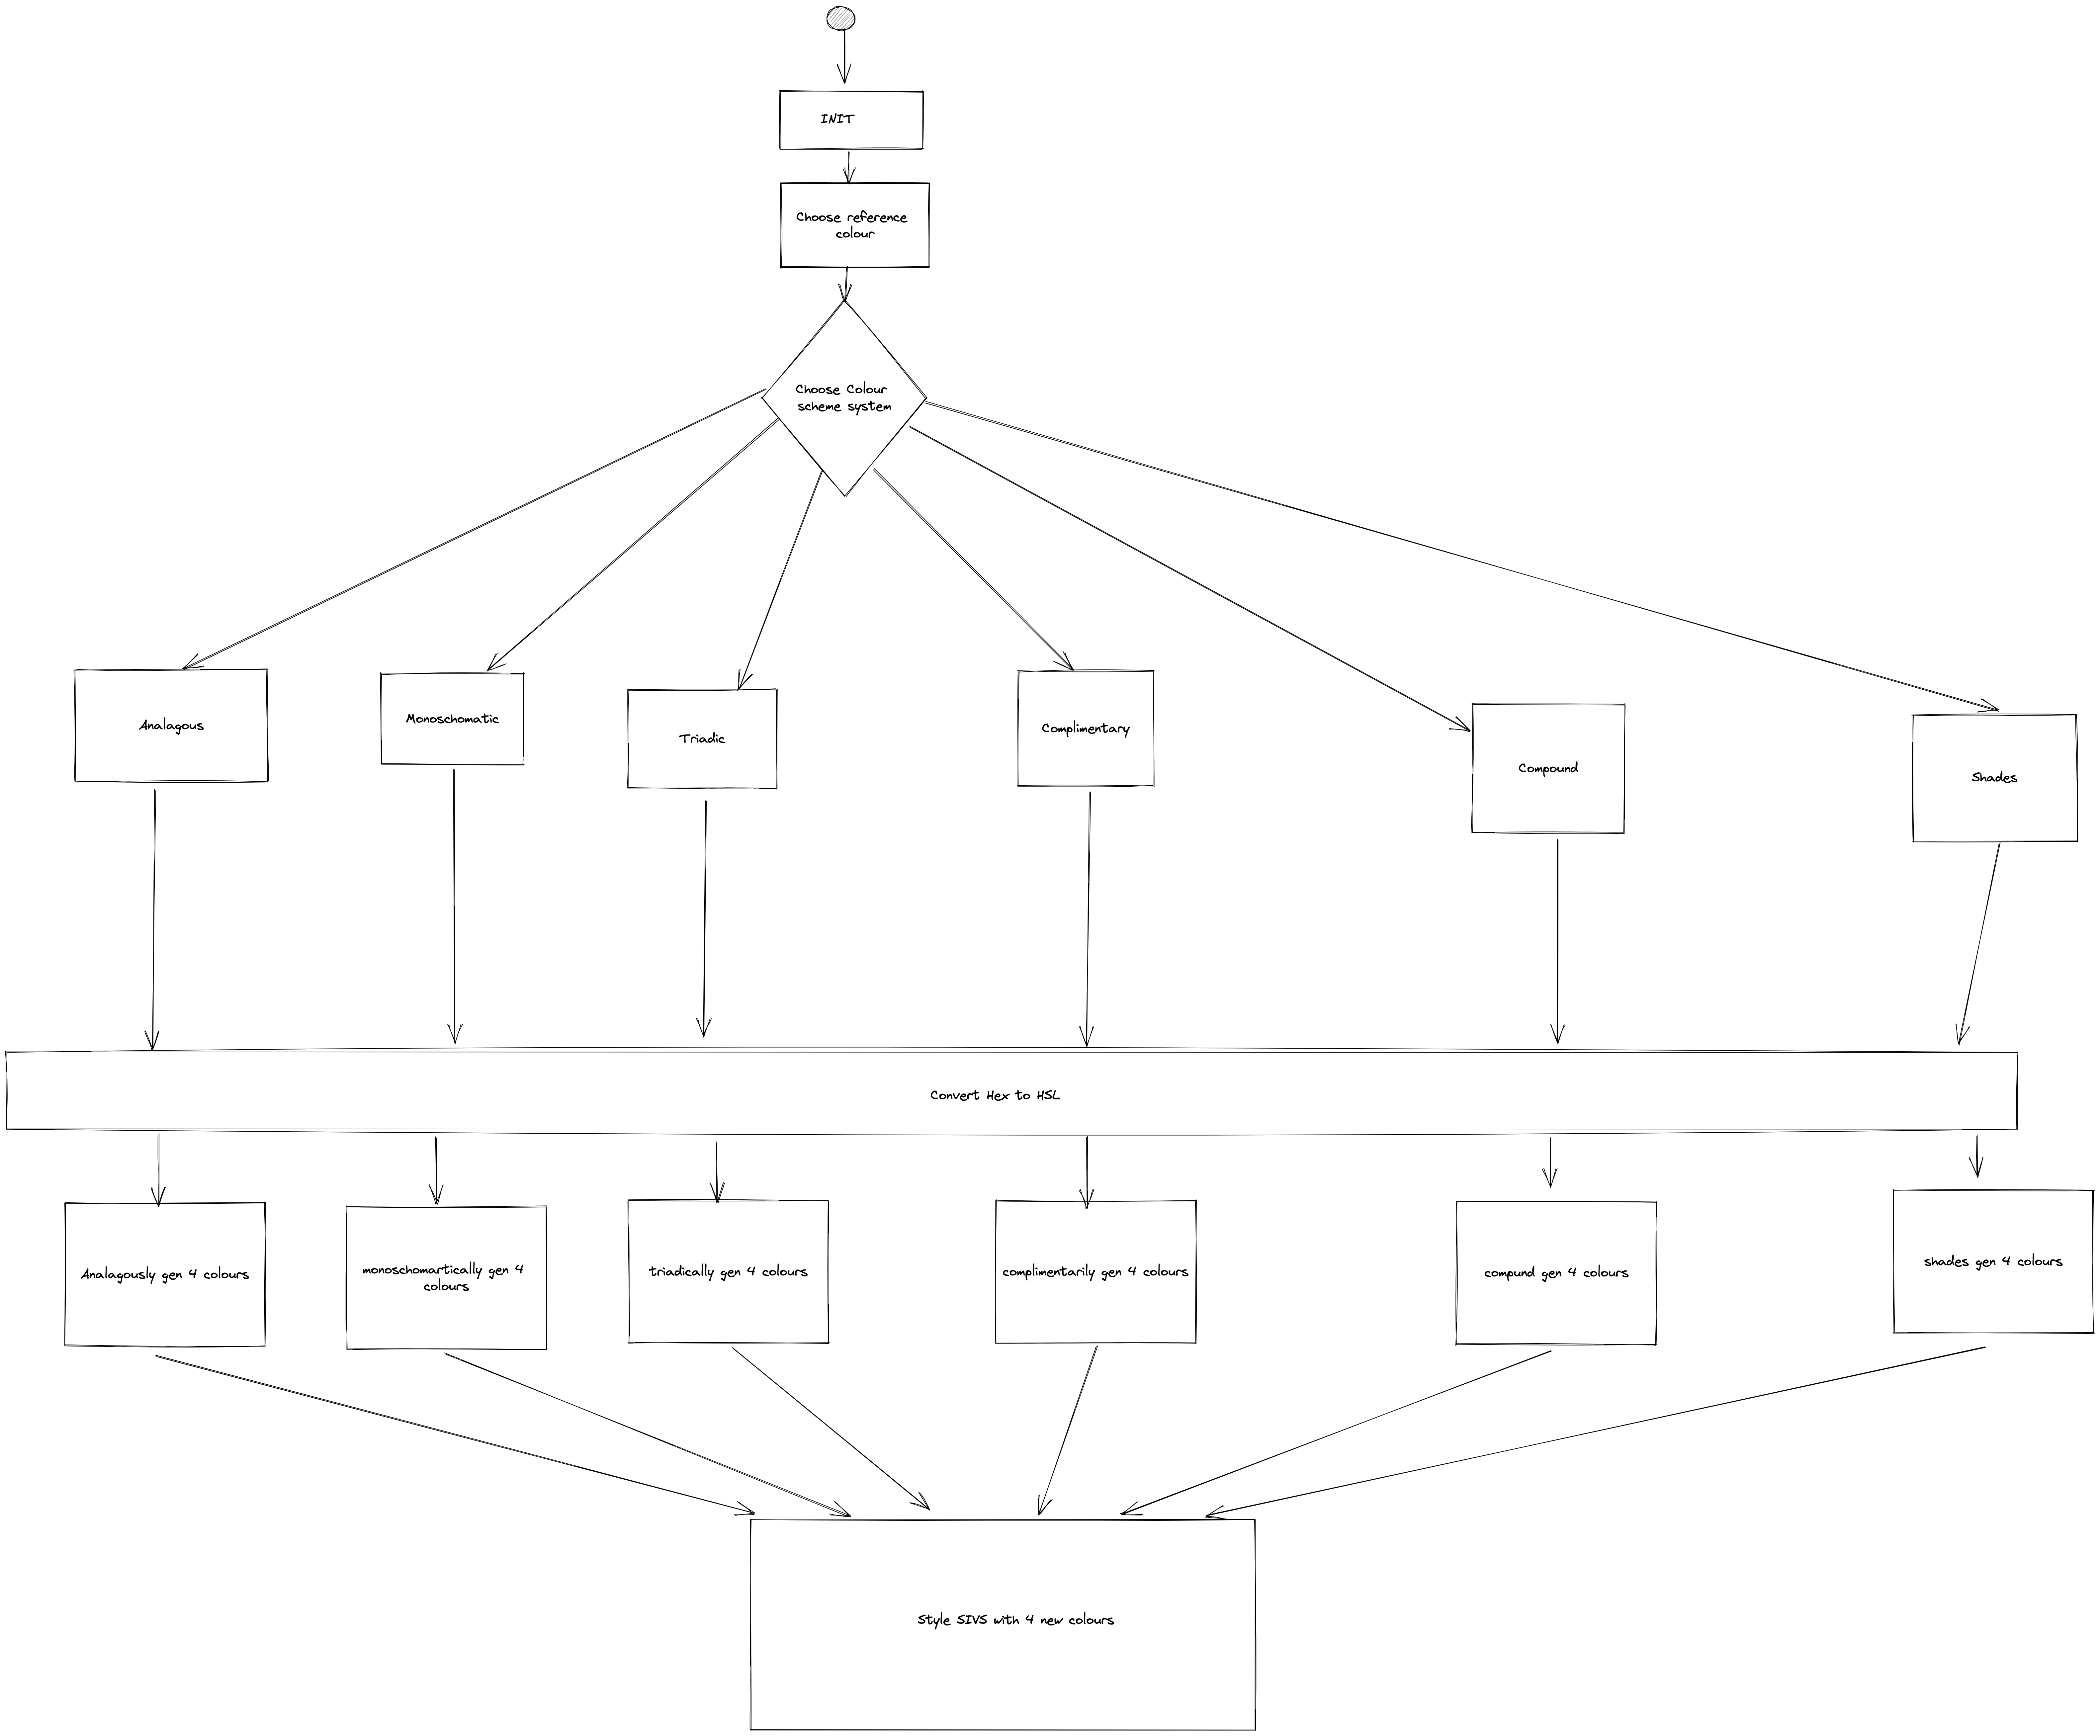 INIT
Choose reference
colour
Choose Colour
scheme system
Analagous
Monoschomatic
Triadic
Complimentary
Compound
Shades
Convert Hex to HSL
Analagously gen 4 colours
monoschomartically gen 4
colours
triadically gen 4 colours
complimentarily gen 4 colours
compund gen 4 colours
shades gen 4 colours
Style SIVS with 4 new colours